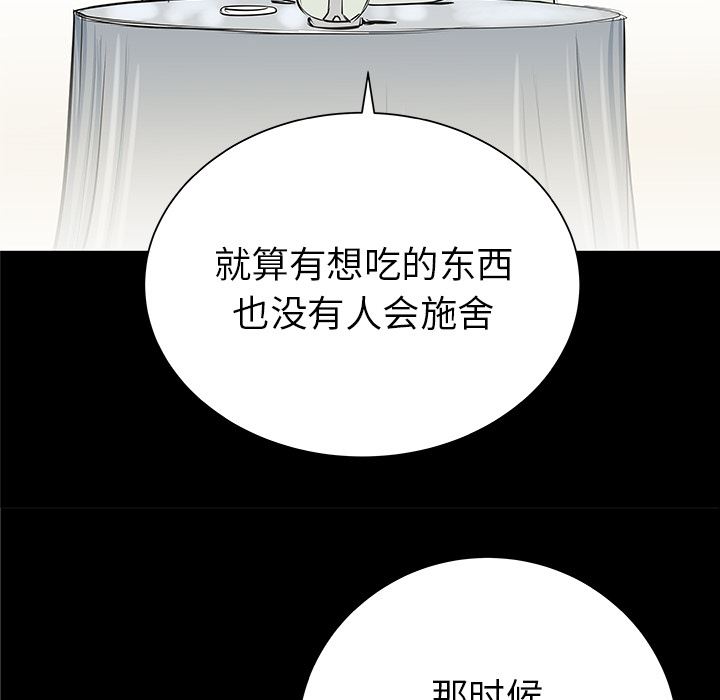 就算有想吃的东西
也没有人会施舍
那时候